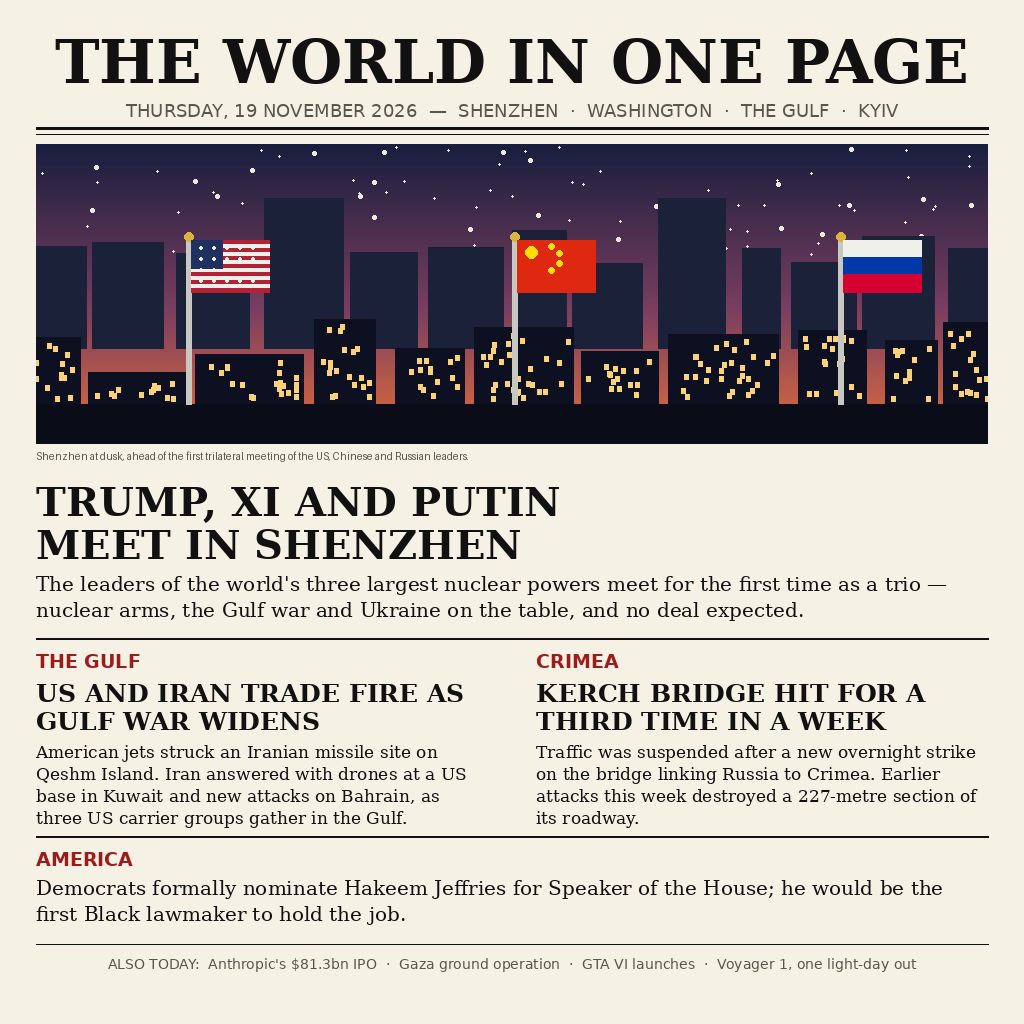 THE WORLD IN ONE PAGE
THURSDAY, 19 NOVEMBER 2026 — SHENZHEN · WASHINGTON · THE GULF · KYIV
Shenzhen at dusk, ahead of the first trilateral meeting of the US, Chinese and Russian leaders.
TRUMP, XI AND PUTIN
MEET IN SHENZHEN
The leaders of the world's three largest nuclear powers meet for the first time as a trio —
nuclear arms, the Gulf war and Ukraine on the table, and no deal expected.
THE GULF
US AND IRAN TRADE FIRE AS
GULF WAR WIDENS
American jets struck an Iranian missile site on
Qeshm Island. Iran answered with drones at a US
base in Kuwait and new attacks on Bahrain, as
three US carrier groups gather in the Gulf.
CRIMEA
KERCH BRIDGE HIT FOR A
THIRD TIME IN A WEEK
Traffic was suspended after a new overnight strike
on the bridge linking Russia to Crimea. Earlier
attacks this week destroyed a 227-metre section of
its roadway.
AMERICA
Democrats formally nominate Hakeem Jeffries for Speaker of the House; he would be the
first Black lawmaker to hold the job.
ALSO TODAY: Anthropic's $81.3bn IPO · Gaza ground operation · GTA VI launches · Voyager 1, one light-day out